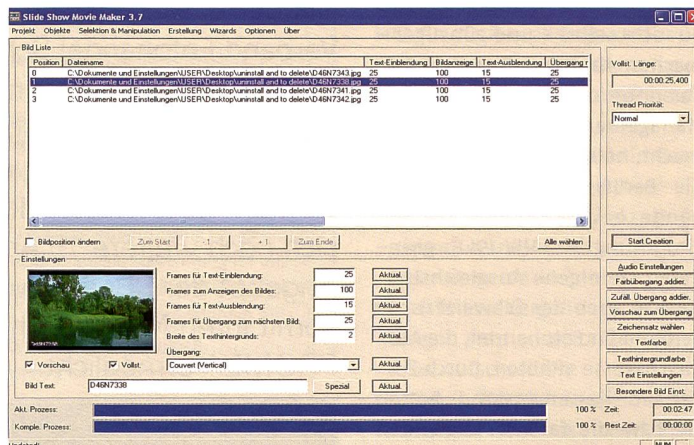 Slide Show Movie Maker 3.7
Projekt Objekte Selektion & Manipulation Erstellung Wizards Optionen Über
Bild Liste
Position Dateiname Text-Einblendung Bildanzeige Text-Ausblendung Übergang r
0 C:\Dokumente und Einstellungen\USER\Desktop\uninstall and to delete\D46N7343.jpg 25 100 15 25
1 C:\Dokumente und Einstellungen\USER\Desktop\uninstall and to delete\D46N7338.jpg 25 100 15 25
2 C:\Dokumente und Einstellungen\USER\Desktop\uninstall and to delete\D46N7341.jpg 25 100 15 25
3 C:\Dokumente und Einstellungen\USER\Desktop\uninstall and to delete\D46N7342.jpg 25 100 15 25
Vollst. Länge:
00:00:25,400
Thread Priorität:
Normal
Bildposition ändern Zum Start - 1 + 1 Zum Ende Alle wählen
Start Creation
Einstellungen
Frames für Text-Einblendung: 25 Aktual.
Frames zum Anzeigen des Bildes: 100 Aktual.
Frames für Text-Ausblendung: 15 Aktual.
Frames für Übergang zum nächsten Bild: 25 Aktual.
Breite des Texthintergrunds: 2 Aktual.
Übergang:
Vorschau Vollst. Couvert (Vertical) Aktual.
Bild Text: D46N7338 Spezial Aktual.
Audio Einstellungen
Farbübergang addier.
Zufäll. Übergang addier.
Vorschau zum Übergang
Zeichensatz wählen
Textfarbe
Texthintergrundfarbe
Text Einstellungen
Besondere Bild Einst.
Akt. Prozess: 100 % Zeit: 00:02:47
Komple. Prozess: 100 % Rest Zeit: 00:00:00
NUM